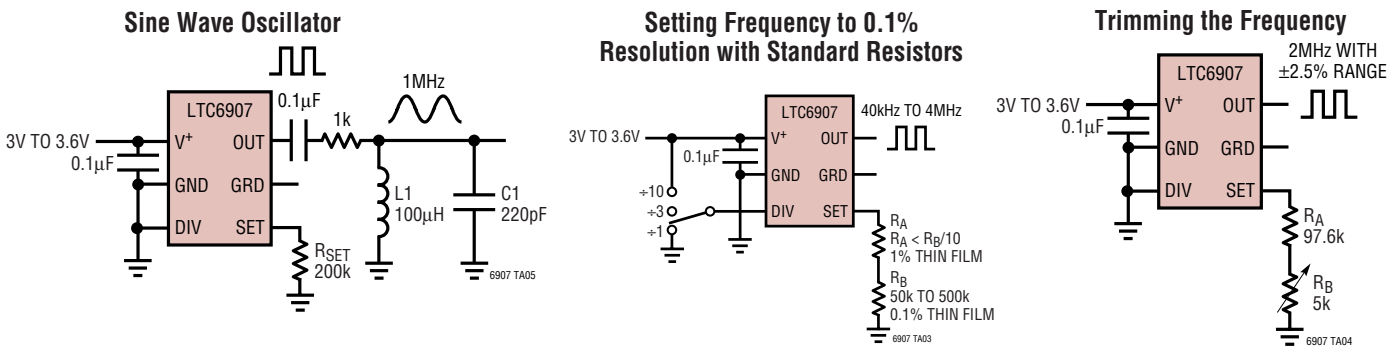 Sine Wave Oscillator
LTC6907
3V TO 3.6V
V+
OUT
0.1µF
0.1µF
1k
1MHz
GND
GRD
DIV
SET
RSET
200k
L1
100µH
C1
220pF
6907 TA05
Setting Frequency to 0.1%
Resolution with Standard Resistors
LTC6907
40kHz TO 4MHz
3V TO 3.6V
V+
OUT
0.1µF
GND
GRD
÷10
÷3
÷1
DIV
SET
RA
RA < RB/10
1% THIN FILM
RB
50k TO 500k
0.1% THIN FILM
6907 TA03
Trimming the Frequency
2MHz WITH
±2.5% RANGE
LTC6907
3V TO 3.6V
V+
OUT
0.1µF
GND
GRD
DIV
SET
RA
97.6k
RB
5k
6907 TA04